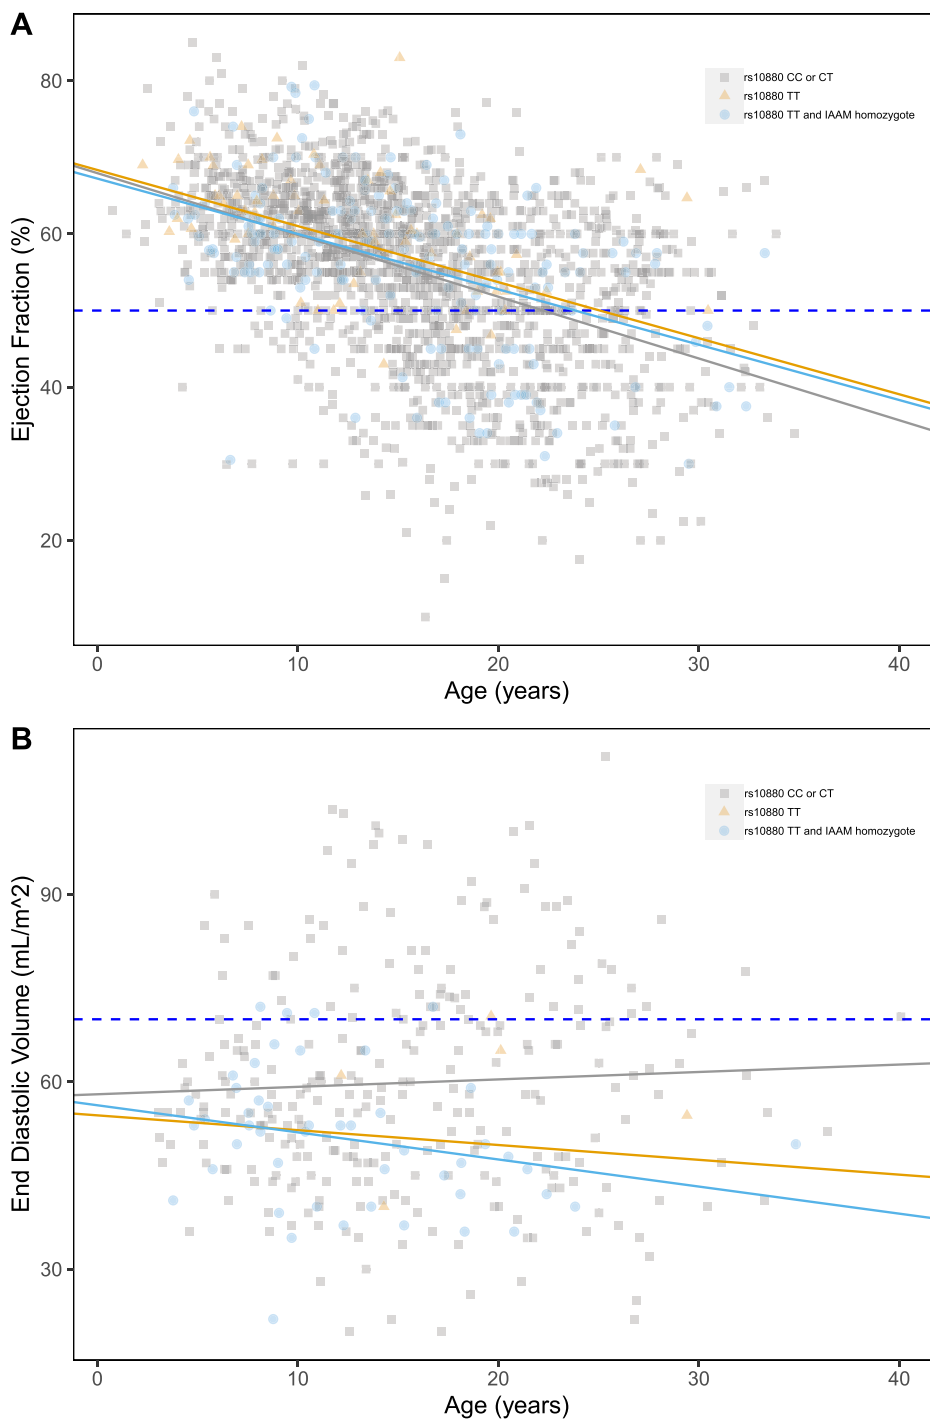 A
Ejection Fraction (%)
80
60
40
20
rs10880 CC or CT
rs10880 TT
rs10880 TT and IAAM homozygote
0 10 20 30 40
Age (years)
B
End Diastolic Volume (mL/m^2)
90
60
30
rs10880 CC or CT
rs10880 TT
rs10880 TT and IAAM homozygote
0 10 20 30 40
Age (years)